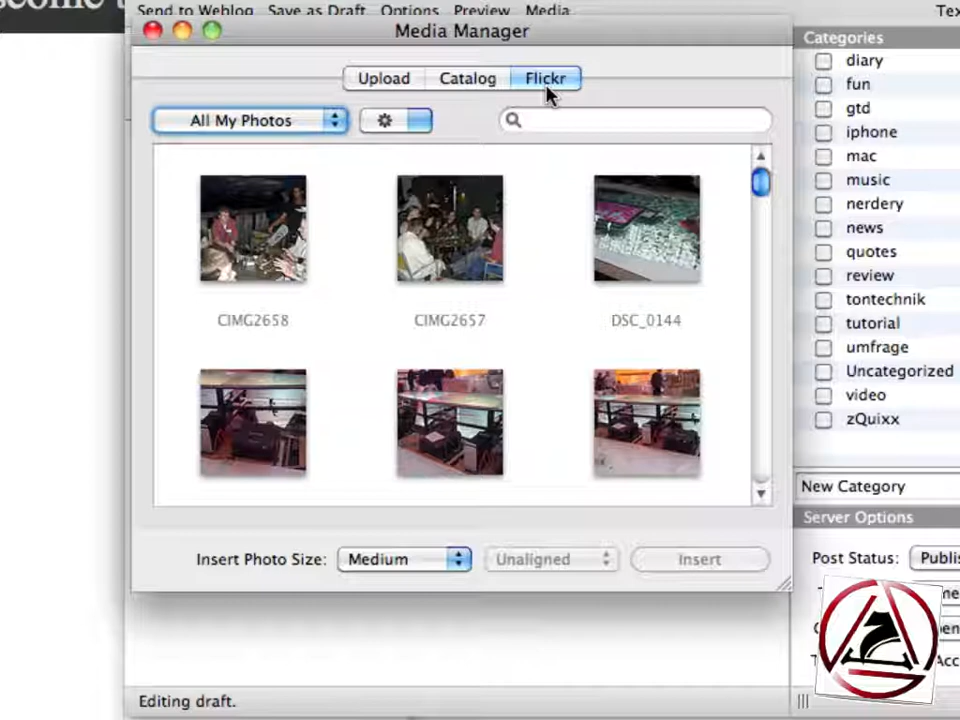 Send to Weblog Save as Draft Options Preview Media
Media Manager
Categories
Upload Catalog Flickr
All My Photos
diary
fun
gtd
iphone
mac
music
nerdery
news
quotes
review
tontechnik
tutorial
umfrage
Uncategorized
video
zQuixx
CIMG2658 CIMG2657 DSC_0144
New Category
Server Options
Insert Photo Size: Medium Unaligned Insert
Post Status: Publis
Editing draft.